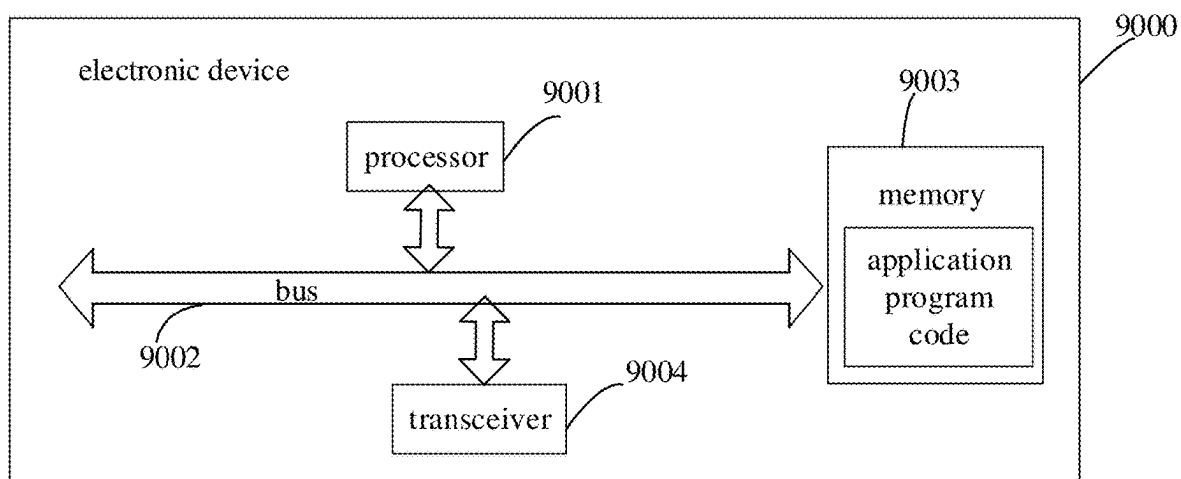 9000
electronic device
9001
9003
processor
memory
application
program
code
bus
9002
9004
transceiver